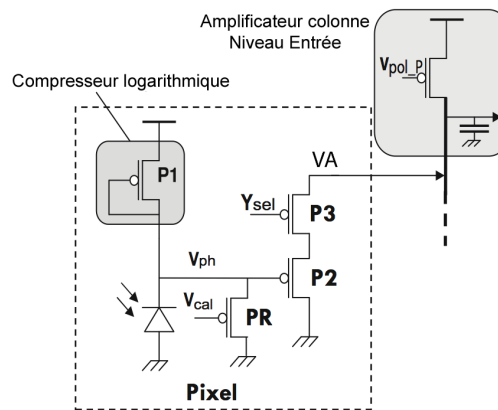 Amplificateur colonne
Niveau Entrée
Vpol_P
Compresseur logarithmique
P1
VA
Ysel
P3
Vph
P2
Vcal
PR
Pixel